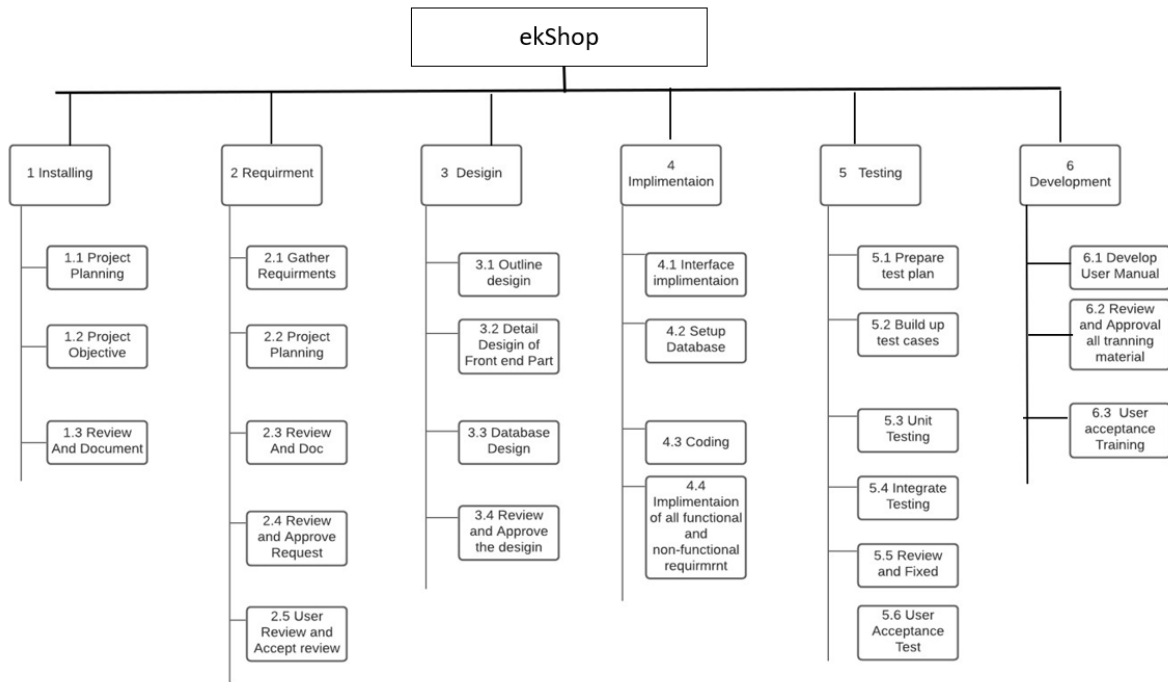 ekShop
1 Installing
1.1 Project
Planning
1.2 Project
Objective
1.3 Review
And Document
2 Requirment
2.1 Gather
Requirments
2.2 Project
Planning
2.3 Review
And Doc
2.4 Review
and Approve
Request
2.5 User
Review and
Accept review
3 Desigin
3.1 Outline
desigin
3.2 Detail
Desigin of
Front end Part
3.3 Database
Design
3.4 Review
and Approve
the desigin
4
Implimentaion
4.1 Interface
implimentaion
4.2 Setup
Database
4.3 Coding
4.4
Implimentaion
of all functional
and
non-functional
requirmrnt
5 Testing
5.1 Prepare
test plan
5.2 Build up
test cases
5.3 Unit
Testing
5.4 Integrate
Testing
5.5 Review
and Fixed
5.6 User
Acceptance
Test
6
Development
6.1 Develop
User Manual
6.2 Review
and Approval
all tranning
material
6.3 User
acceptance
Training